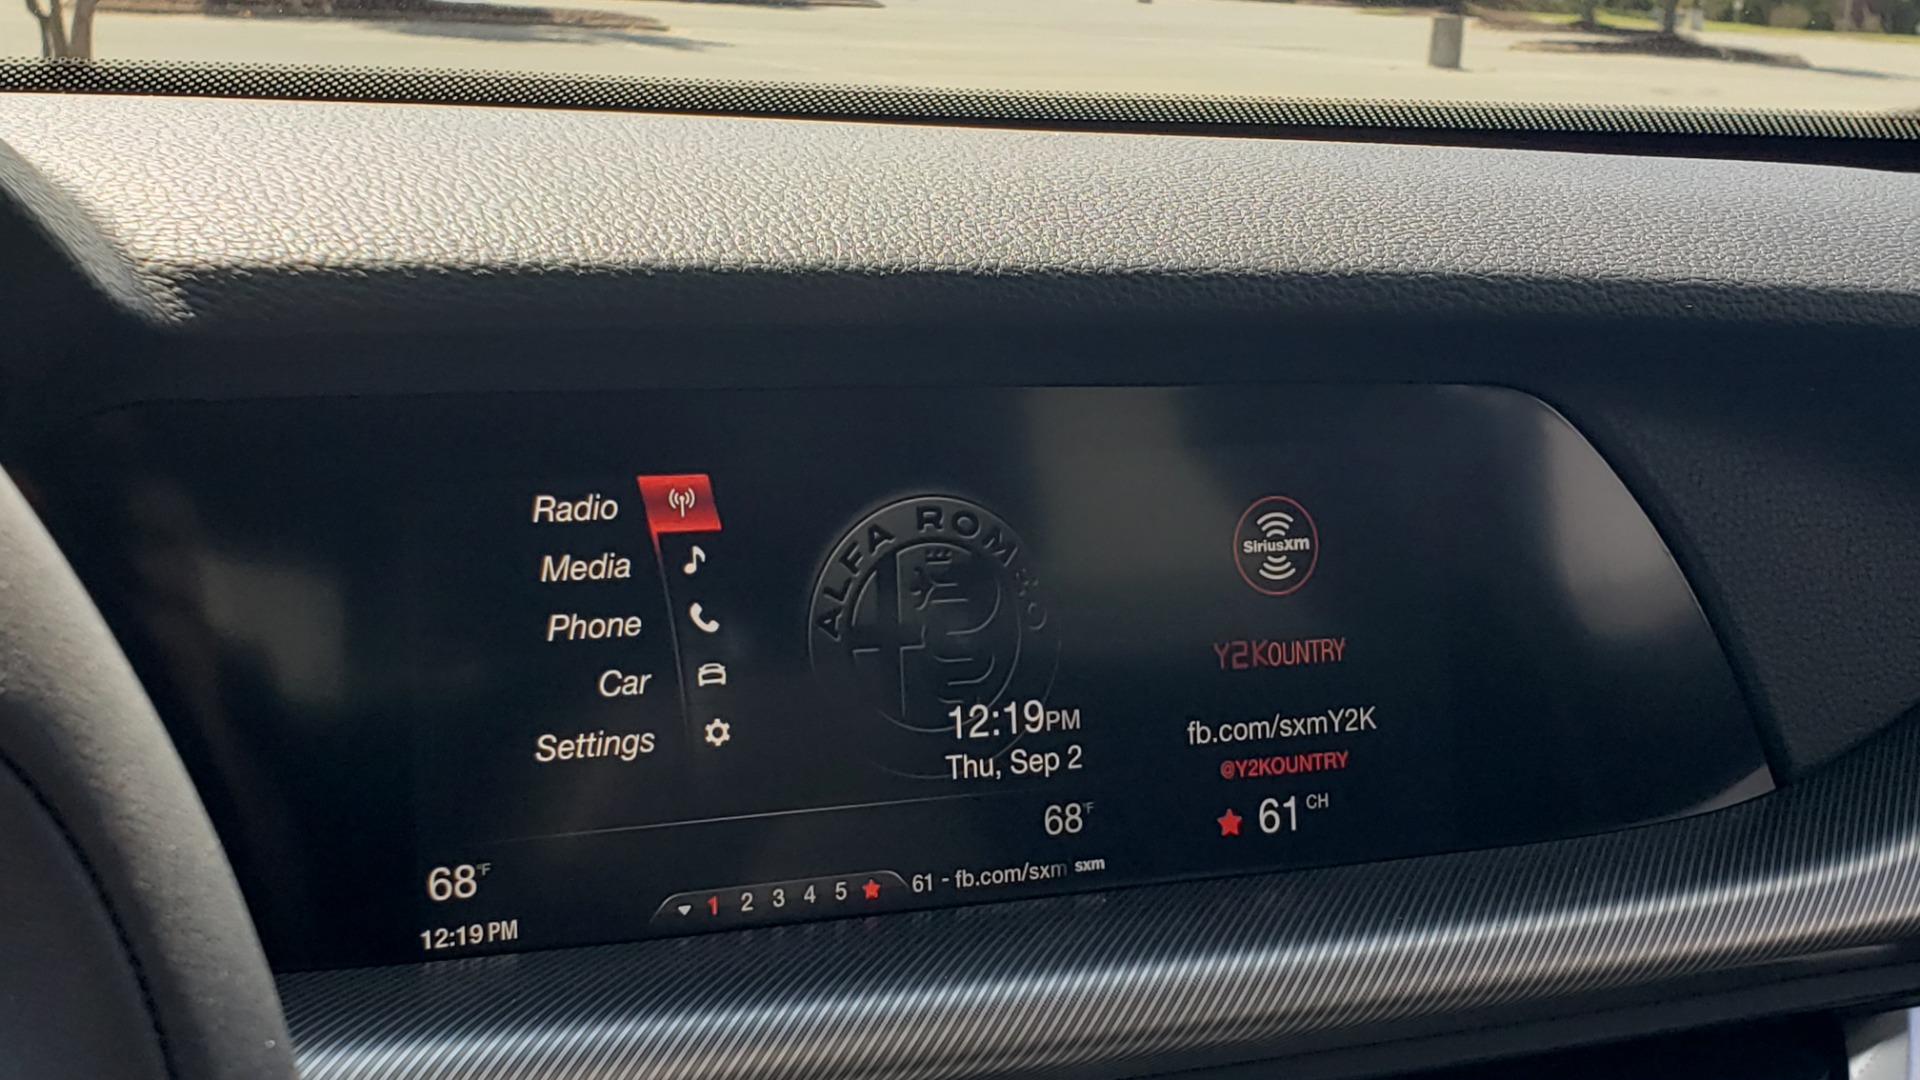 Radio
Media
Phone
Car
Settings
ALFA ROMEO
12:19PM
Thu, Sep 2
68°F
SiriusXm
Y2KOUNTRY
fb.com/sxmY2K
@Y2KOUNTRY
★ 61 CH
68°F
12:19 PM
1 2 3 4 5 ★ 61 - fb.com/sxm sxm